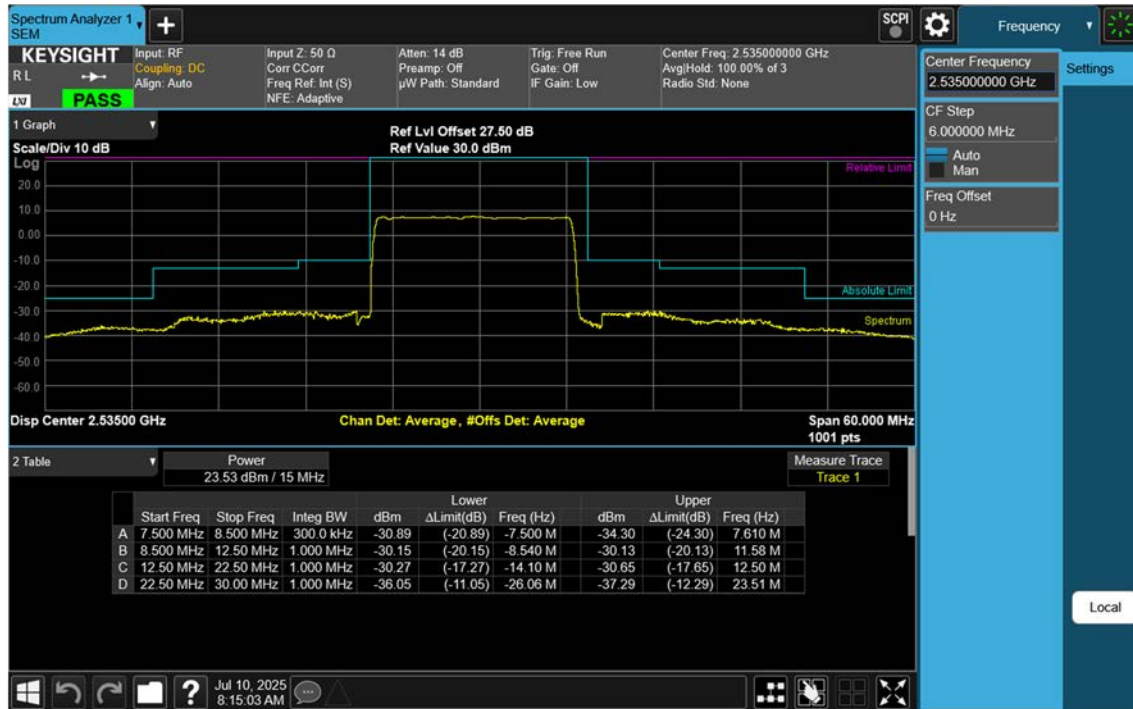 Spectrum Analyzer 1
SEM
SCPI
Frequency
KEYSIGHT
R L
LXI
PASS
Input: RF
Coupling: DC
Align: Auto
Input Z: 50 Ω
Corr CCorr
Freq Ref: Int (S)
NFE: Adaptive
Atten: 14 dB
Preamp: Off
µW Path: Standard
Trig: Free Run
Gate: Off
IF Gain: Low
Center Freq: 2.535000000 GHz
Avg|Hold: 100.00% of 3
Radio Std: None
Center Frequency
2.535000000 GHz
Settings
CF Step
6.000000 MHz
Auto
Man
Freq Offset
0 Hz
1 Graph
Scale/Div 10 dB
Ref Lvl Offset 27.50 dB
Ref Value 30.0 dBm
Log
Relative Limit
20.0
10.0
0.00
-10.0
-20.0
Absolute Limit
-30.0
Spectrum
-40.0
-50.0
-60.0
Disp Center 2.53500 GHz
Chan Det: Average, #Offs Det: Average
Span 60.000 MHz
1001 pts
2 Table
Power
23.53 dBm / 15 MHz
Measure Trace
Trace 1
Lower Upper
Start Freq Stop Freq Integ BW dBm ΔLimit(dB) Freq (Hz) dBm ΔLimit(dB) Freq (Hz)
A 7.500 MHz 8.500 MHz 300.0 kHz -30.89 (-20.89) -7.500 M -34.30 (-24.30) 7.610 M
B 8.500 MHz 12.50 MHz 1.000 MHz -30.15 (-20.15) -8.540 M -30.13 (-20.13) 11.58 M
C 12.50 MHz 22.50 MHz 1.000 MHz -30.27 (-17.27) -14.10 M -30.65 (-17.65) 12.50 M
D 22.50 MHz 30.00 MHz 1.000 MHz -36.05 (-11.05) -26.06 M -37.29 (-12.29) 23.51 M
Local
?
Jul 10, 2025
8:15:03 AM